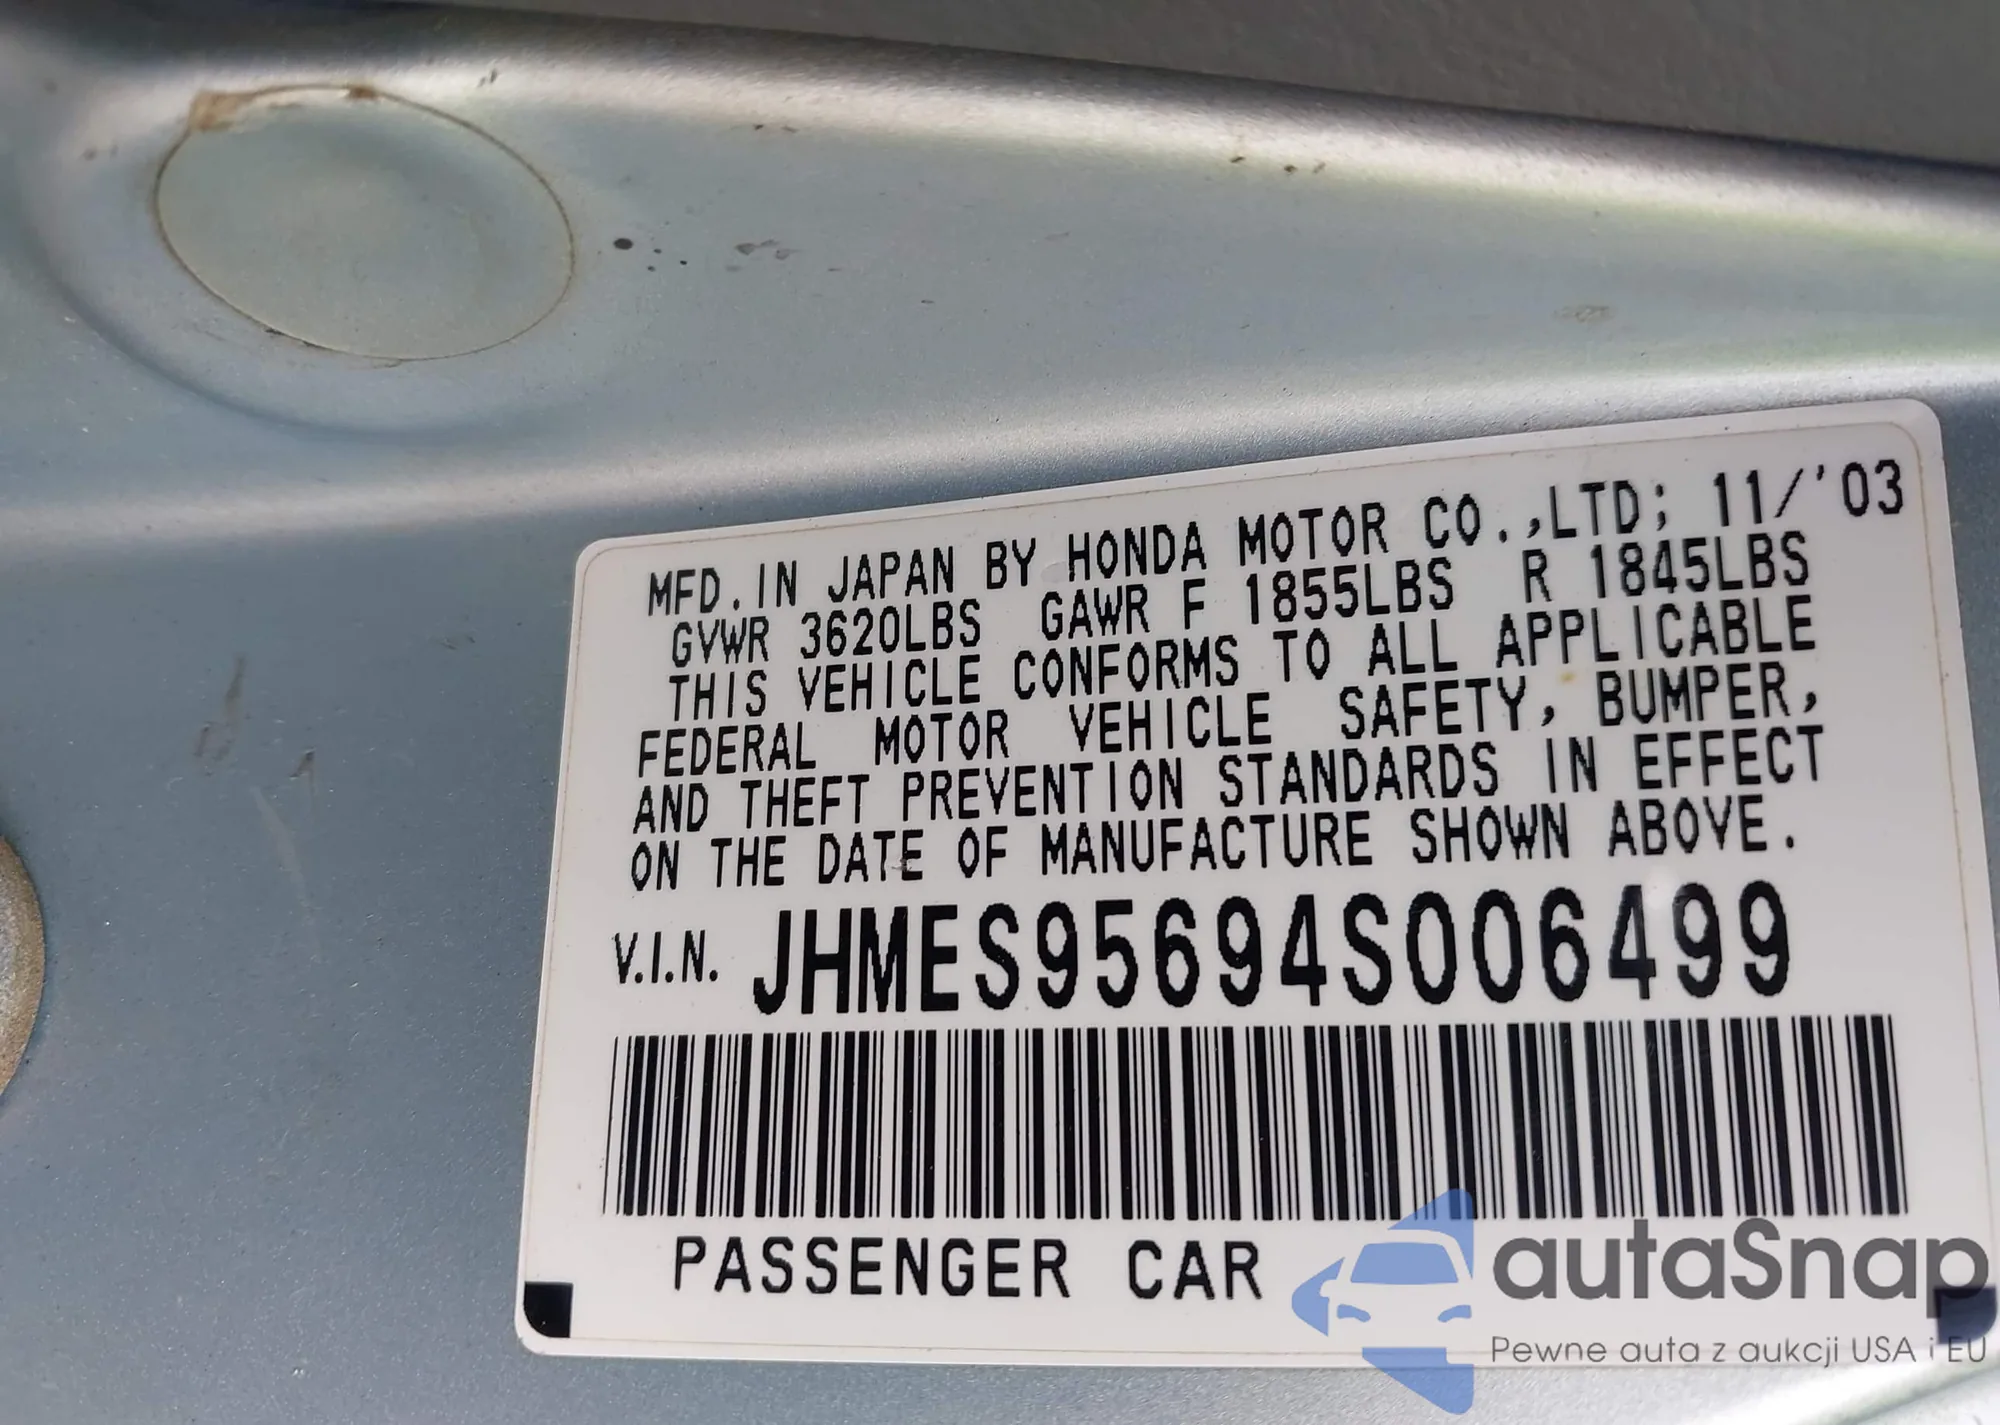 MFD. IN JAPAN BY HONDA MOTOR CO.,LTD; 11/'03
GVWR 3620LBS GAWR F 1855LBS R 1845LBS
THIS VEHICLE CONFORMS TO ALL APPLICABLE
FEDERAL MOTOR VEHICLE SAFETY, BUMPER,
AND THEFT PREVENTION STANDARDS IN EFFECT
ON THE DATE OF MANUFACTURE SHOWN ABOVE.
V.I.N. JHMES95694S006499
PASSENGER CAR
autaSnap
Pewne auta z aukcji USA i EU